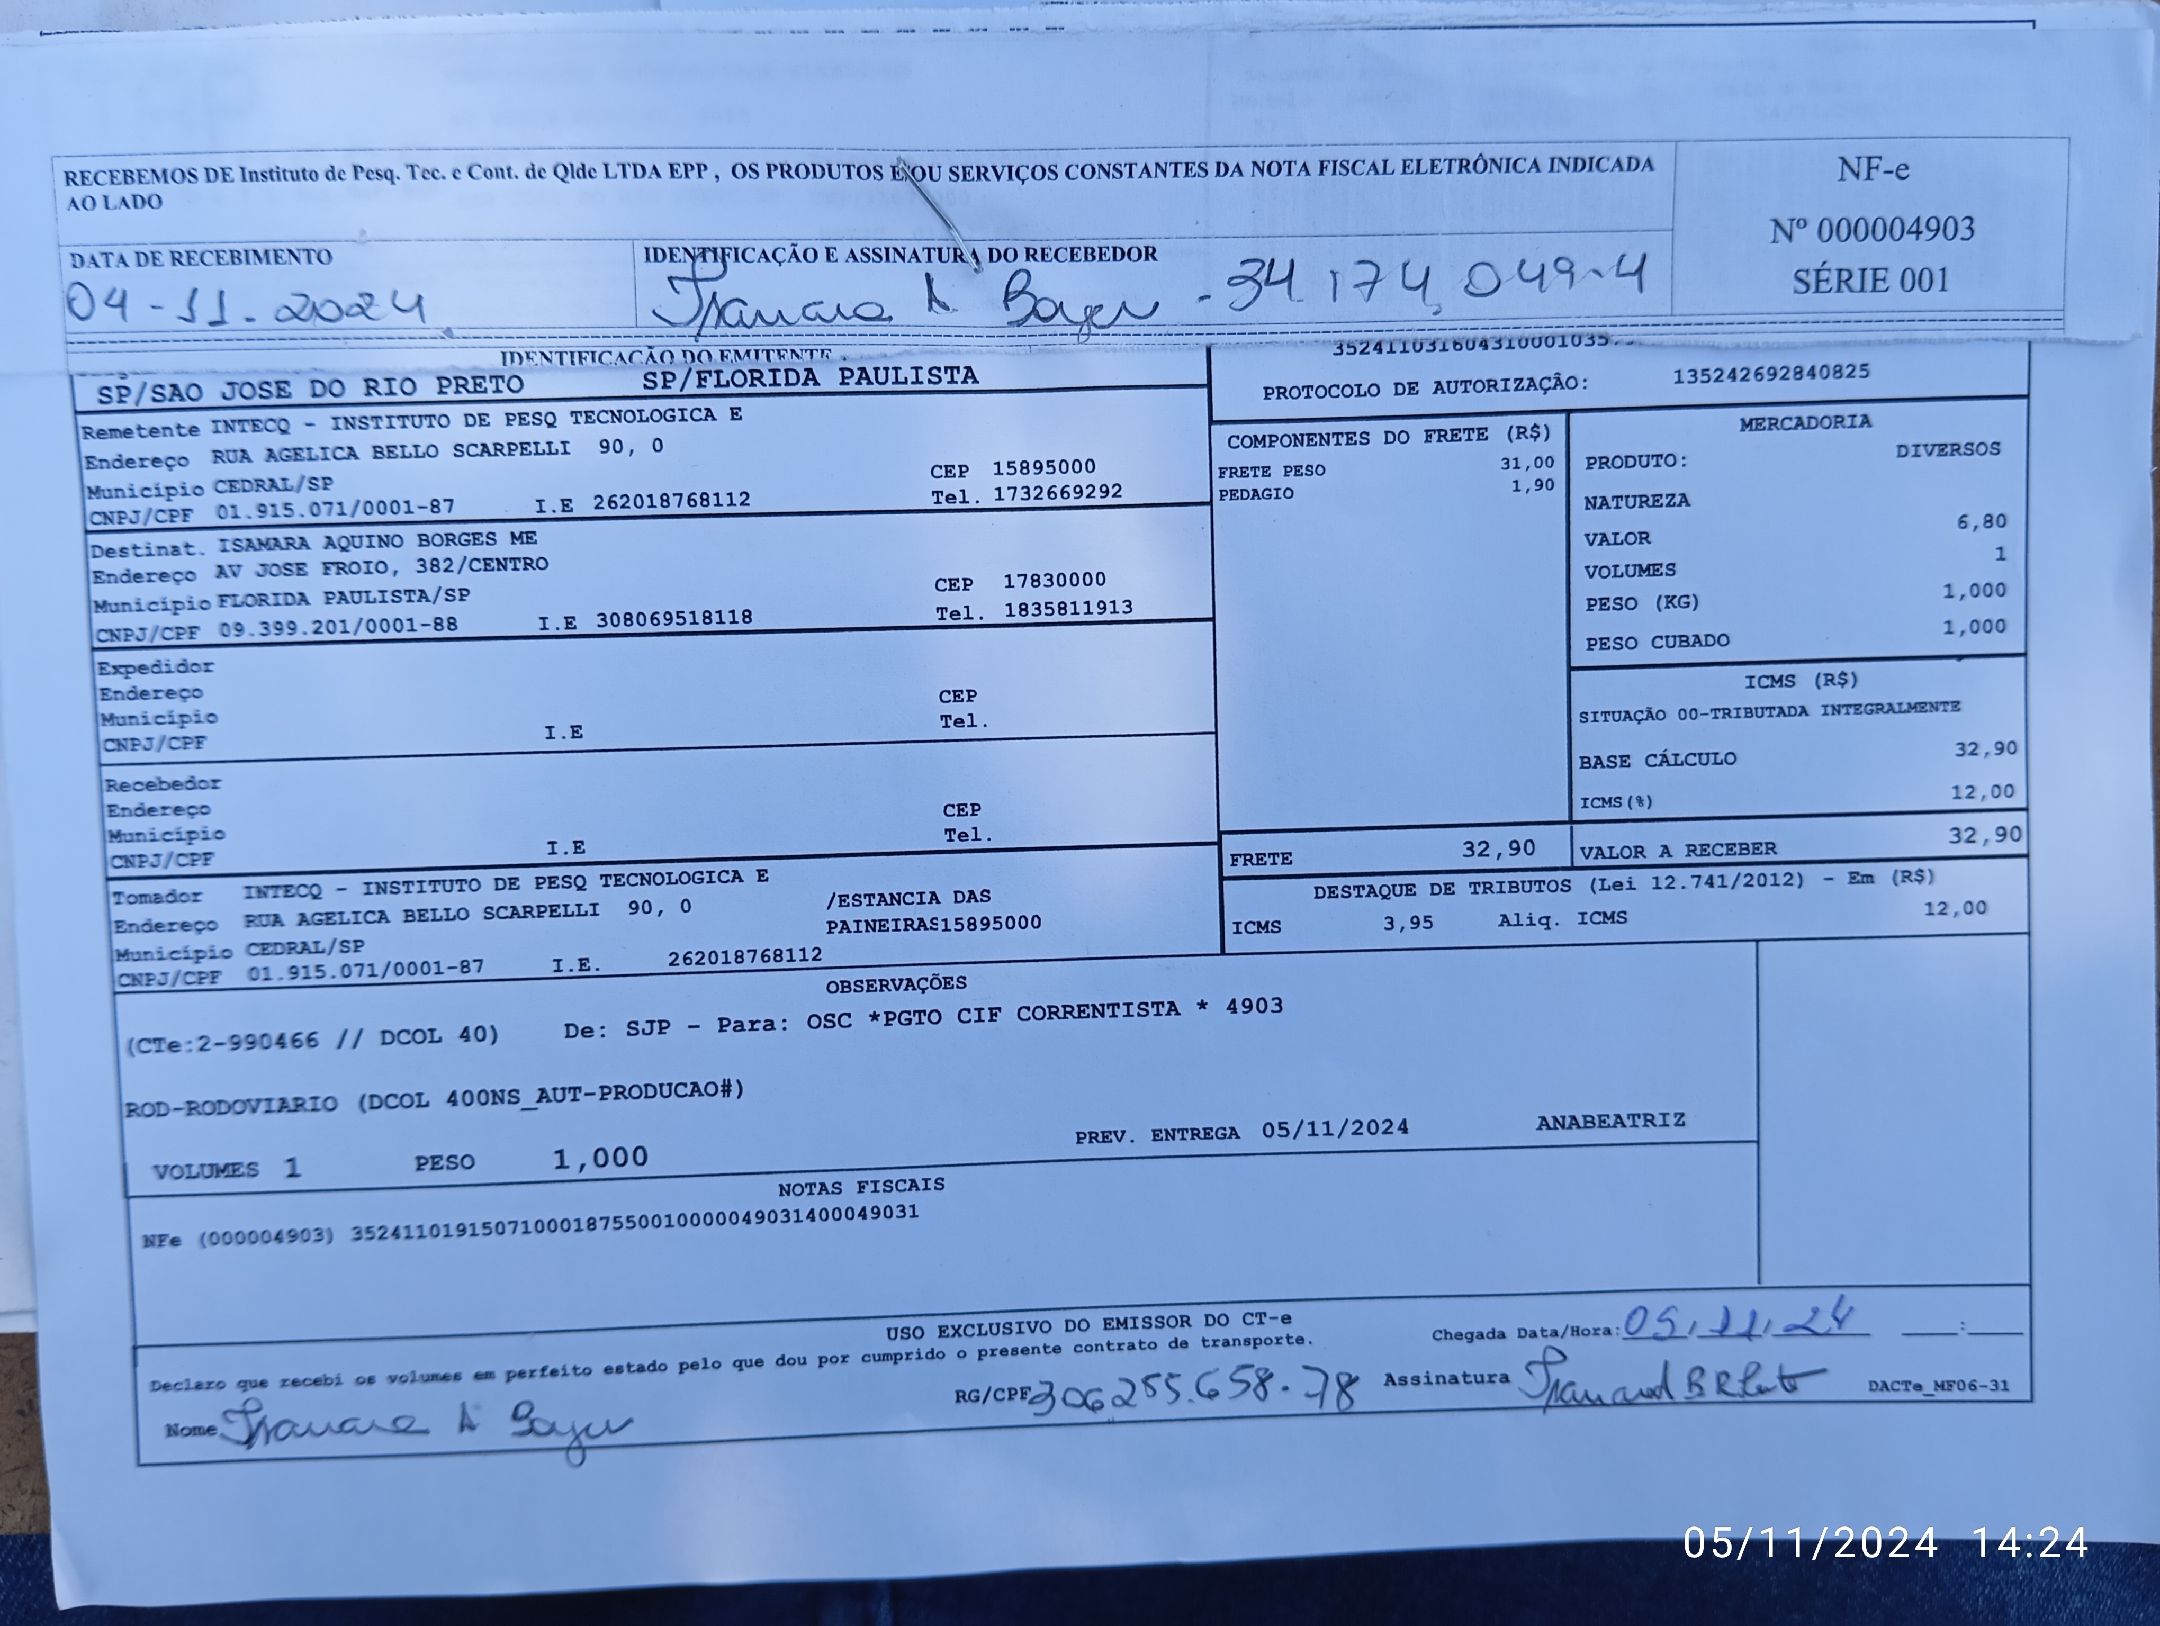 RECEBEMOS DE Instituto de Pesq. Tec. e Cont. de Qlde LTDA EPP , OS PRODUTOS E/OU SERVIÇOS CONSTANTES DA NOTA FISCAL ELETRÔNICA INDICADA
AO LADO
NF-e
Nº 000004903
SÉRIE 001
DATA DE RECEBIMENTO
04-11-2024
IDENTIFICAÇÃO E ASSINATURA DO RECEBEDOR
34.174.049-4
IDENTIFICAÇÃO DO EMITENTE
SP/SAO JOSE DO RIO PRETO SP/FLORIDA PAULISTA
PROTOCOLO DE AUTORIZAÇÃO: 135242692840825
Remetente INTECQ - INSTITUTO DE PESQ TECNOLOGICA E
Endereço RUA AGELICA BELLO SCARPELLI 90, 0
Município CEDRAL/SP CEP 15895000
CNPJ/CPF 01.915.071/0001-87 I.E 262018768112 Tel. 1732669292
Destinat. ISAMARA AQUINO BORGES ME
Endereço AV JOSE FROIO, 382/CENTRO
Município FLORIDA PAULISTA/SP CEP 17830000
CNPJ/CPF 09.399.201/0001-88 I.E 308069518118 Tel. 1835811913
Expedidor
Endereço
Município CEP
CNPJ/CPF I.E Tel.
Recebedor
Endereço
Município CEP
CNPJ/CPF I.E Tel.
Tomador INTECQ - INSTITUTO DE PESQ TECNOLOGICA E
Endereço RUA AGELICA BELLO SCARPELLI 90, 0 /ESTANCIA DAS
PAINEIRAS15895000
Município CEDRAL/SP
CNPJ/CPF 01.915.071/0001-87 I.E. 262018768112
COMPONENTES DO FRETE (R$)
FRETE PESO 31,00
PEDAGIO 1,90
FRETE 32,90
MERCADORIA
PRODUTO: DIVERSOS
NATUREZA
VALOR 6,80
VOLUMES 1
PESO (KG) 1,000
PESO CUBADO 1,000
ICMS (R$)
SITUAÇÃO 00-TRIBUTADA INTEGRALMENTE
BASE CÁLCULO 32,90
ICMS(%) 12,00
VALOR A RECEBER 32,90
DESTAQUE DE TRIBUTOS (Lei 12.741/2012) - Em (R$)
ICMS 3,95 Aliq. ICMS 12,00
OBSERVAÇÕES
(CTe:2-990466 // DCOL 40) De: SJP - Para: OSC *PGTO CIF CORRENTISTA * 4903
ROD-RODOVIARIO (DCOL 400NS_AUT-PRODUCAO#)
VOLUMES 1 PESO 1,000 PREV. ENTREGA 05/11/2024 ANABEATRIZ
NOTAS FISCAIS
NFe (000004903) 35241101915071000187550010000049031400049031
USO EXCLUSIVO DO EMISSOR DO CT-e
Declaro que recebi os volumes em perfeito estado pelo que dou por cumprido o presente contrato de transporte.
Chegada Data/Hora: 05,11,24 :
Nome
RG/CPF 306255.658-78
Assinatura
DACTe_MF06-31
05/11/2024 14:24